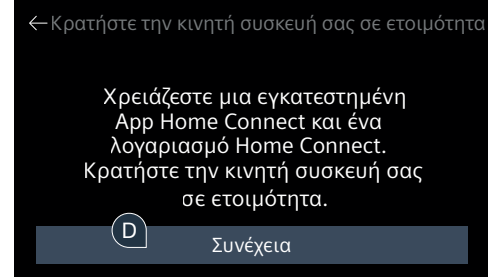 ←Κρατήστε την κινητή συσκευή σας σε ετοιμότητα
Χρειάζεστε μια εγκατεστημένη
App Home Connect και ένα
λογαριασμό Home Connect.
Κρατήστε την κινητή συσκευή σας
σε ετοιμότητα.
D
Συνέχεια